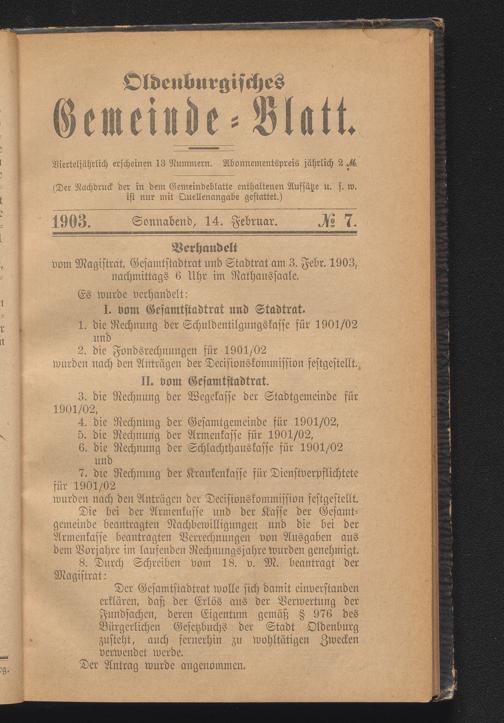 Oldenburgisches
Gemeinde-Blatt.
Vierteljährlich erscheinen 13 Nummern. Abonnementspreis jährlich 2 ℳ
(Der Nachdruck der in dem Gemeindeblatte enthaltenen Aufsätze u. s. w.
ist nur mit Quellenangabe gestattet.)
1903. Sonnabend, 14. Februar. № 7.
Verhandelt
vom Magistrat, Gesamtstadtrat und Stadtrat am 3. Febr. 1903,
nachmittags 6 Uhr im Rathaussaale.
Es wurde verhandelt:
I. vom Gesamtstadtrat und Stadtrat.
1. die Rechnung der Schuldentilgungskasse für 1901/02
und
2. die Fondsrechnungen für 1901/02
wurden nach den Anträgen der Decisionskommission festgestellt.
II. vom Gesamtstadtrat.
3. die Rechnung der Wegekasse der Stadtgemeinde für
1901/02,
4. die Rechnung der Gesamtgemeinde für 1901/02,
5. die Rechnung der Armenkasse für 1901/02,
6. die Rechnung der Schlachthauskasse für 1901/02
und
7. die Rechnung der Krankenkasse für Dienstverpflichtete
für 1901/02
wurden nach den Anträgen der Decisionskommission festgestellt.
Die bei der Armenkasse und der Kasse der Gesamt-
gemeinde beantragten Nachbewilligungen und die bei der
Armenkasse beantragten Verrechnungen von Ausgaben aus
dem Vorjahre im laufenden Rechnungsjahre wurden genehmigt.
8. Durch Schreiben vom 18. v. M. beantragt der
Magistrat:
Der Gesamtstadtrat wolle sich damit einverstanden
erklären, daß der Erlös aus der Verwertung der
Fundsachen, deren Eigentum gemäß § 976 des
Bürgerlichen Gesetzbuchs der Stadt Oldenburg
zusteht, auch fernerhin zu wohltätigen Zwecken
verwendet werde.
Der Antrag wurde angenommen.